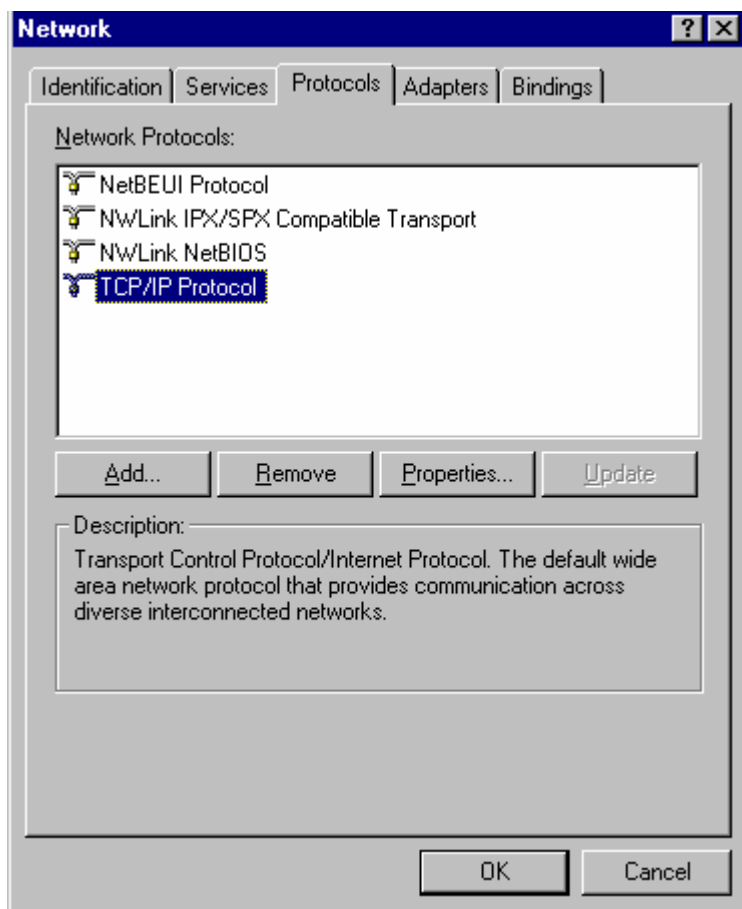 Network
Identification Services Protocols Adapters Bindings
Network Protocols:
NetBEUI Protocol
NWLink IPX/SPX Compatible Transport
NWLink NetBIOS
TCP/IP Protocol
Add... Remove Properties... Update
Description:
Transport Control Protocol/Internet Protocol. The default wide
area network protocol that provides communication across
diverse interconnected networks.
OK Cancel